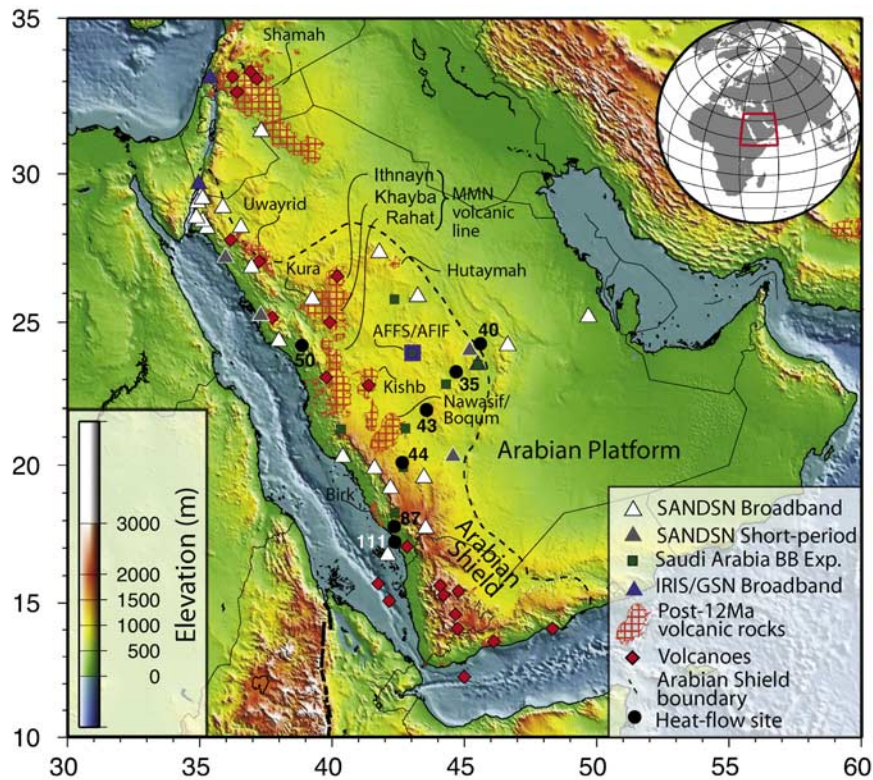 35
30
25
20
15
10
30
35
40
45
50
55
60
Shamah
Ithnayn
Khayba
Rahat
MMN
volcanic
line
Uwayrid
Kura
Hutaymah
AFFS/AFIF
40
50
35
Kishb
Nawasif/
Boqum
43
44
Arabian Platform
Birk
87
111
Arabian
Shield
Elevation (m)
3000
2000
1500
1000
500
0
SANDSN Broadband
SANDSN Short-period
Saudi Arabia BB Exp.
IRIS/GSN Broadband
Post-12Ma
volcanic rocks
Volcanoes
Arabian Shield
boundary
Heat-flow site